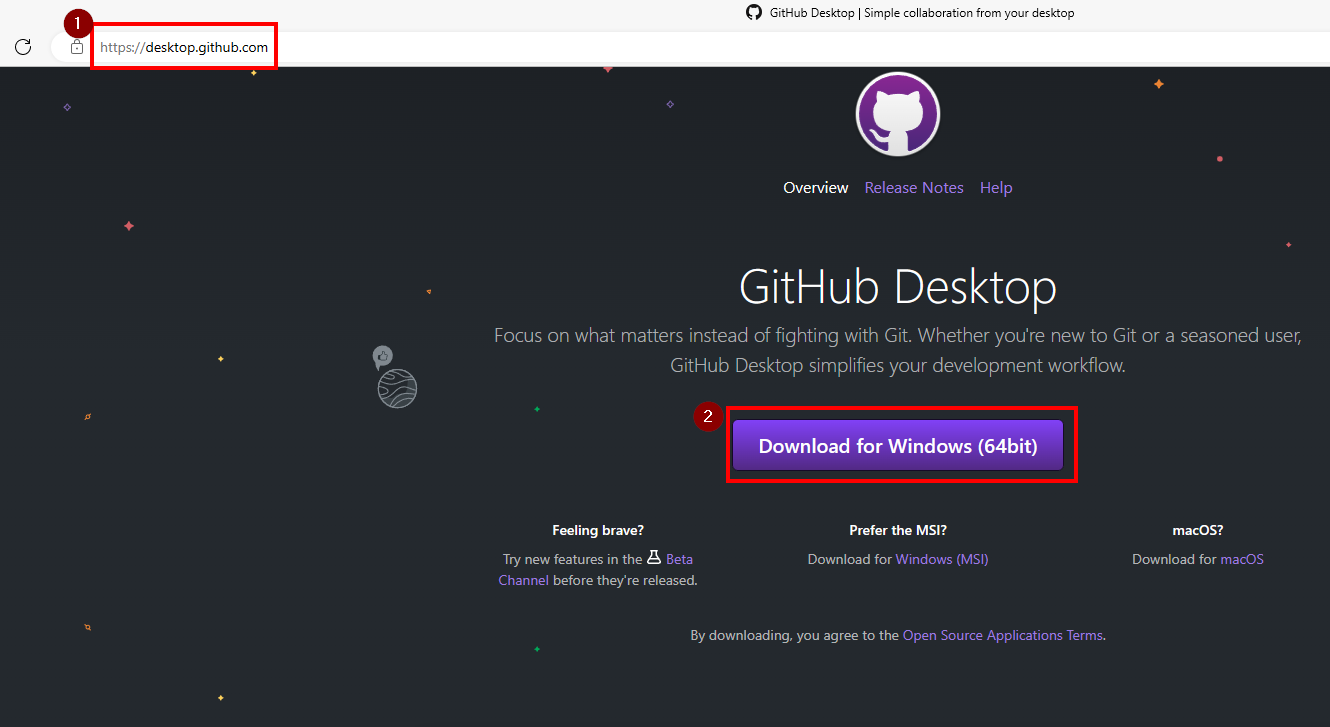 GitHub Desktop | Simple collaboration from your desktop
1
https://desktop.github.com
Overview Release Notes Help
GitHub Desktop
Focus on what matters instead of fighting with Git. Whether you're new to Git or a seasoned user,
GitHub Desktop simplifies your development workflow.
2
Download for Windows (64bit)
Feeling brave?
Try new features in the Beta
Channel before they're released.
Prefer the MSI?
Download for Windows (MSI)
macOS?
Download for macOS
By downloading, you agree to the Open Source Applications Terms.